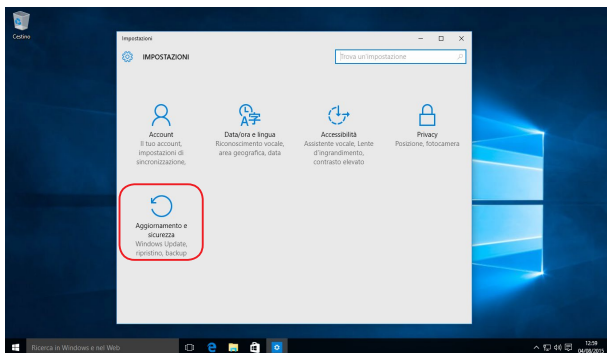 Cestino
Impostazioni
IMPOSTAZIONI
Trova un'impostazione
Account
Il tuo account,
impostazioni di
sincronizzazione,
Data/ora e lingua
Riconoscimento vocale,
area geografica, data
Accessibilità
Assistente vocale, Lente
d'ingrandimento,
contrasto elevato
Privacy
Posizione, fotocamera
Aggiornamento e
sicurezza
Windows Update,
ripristino, backup
Ricerca in Windows e nel Web
12:59
04/08/2015